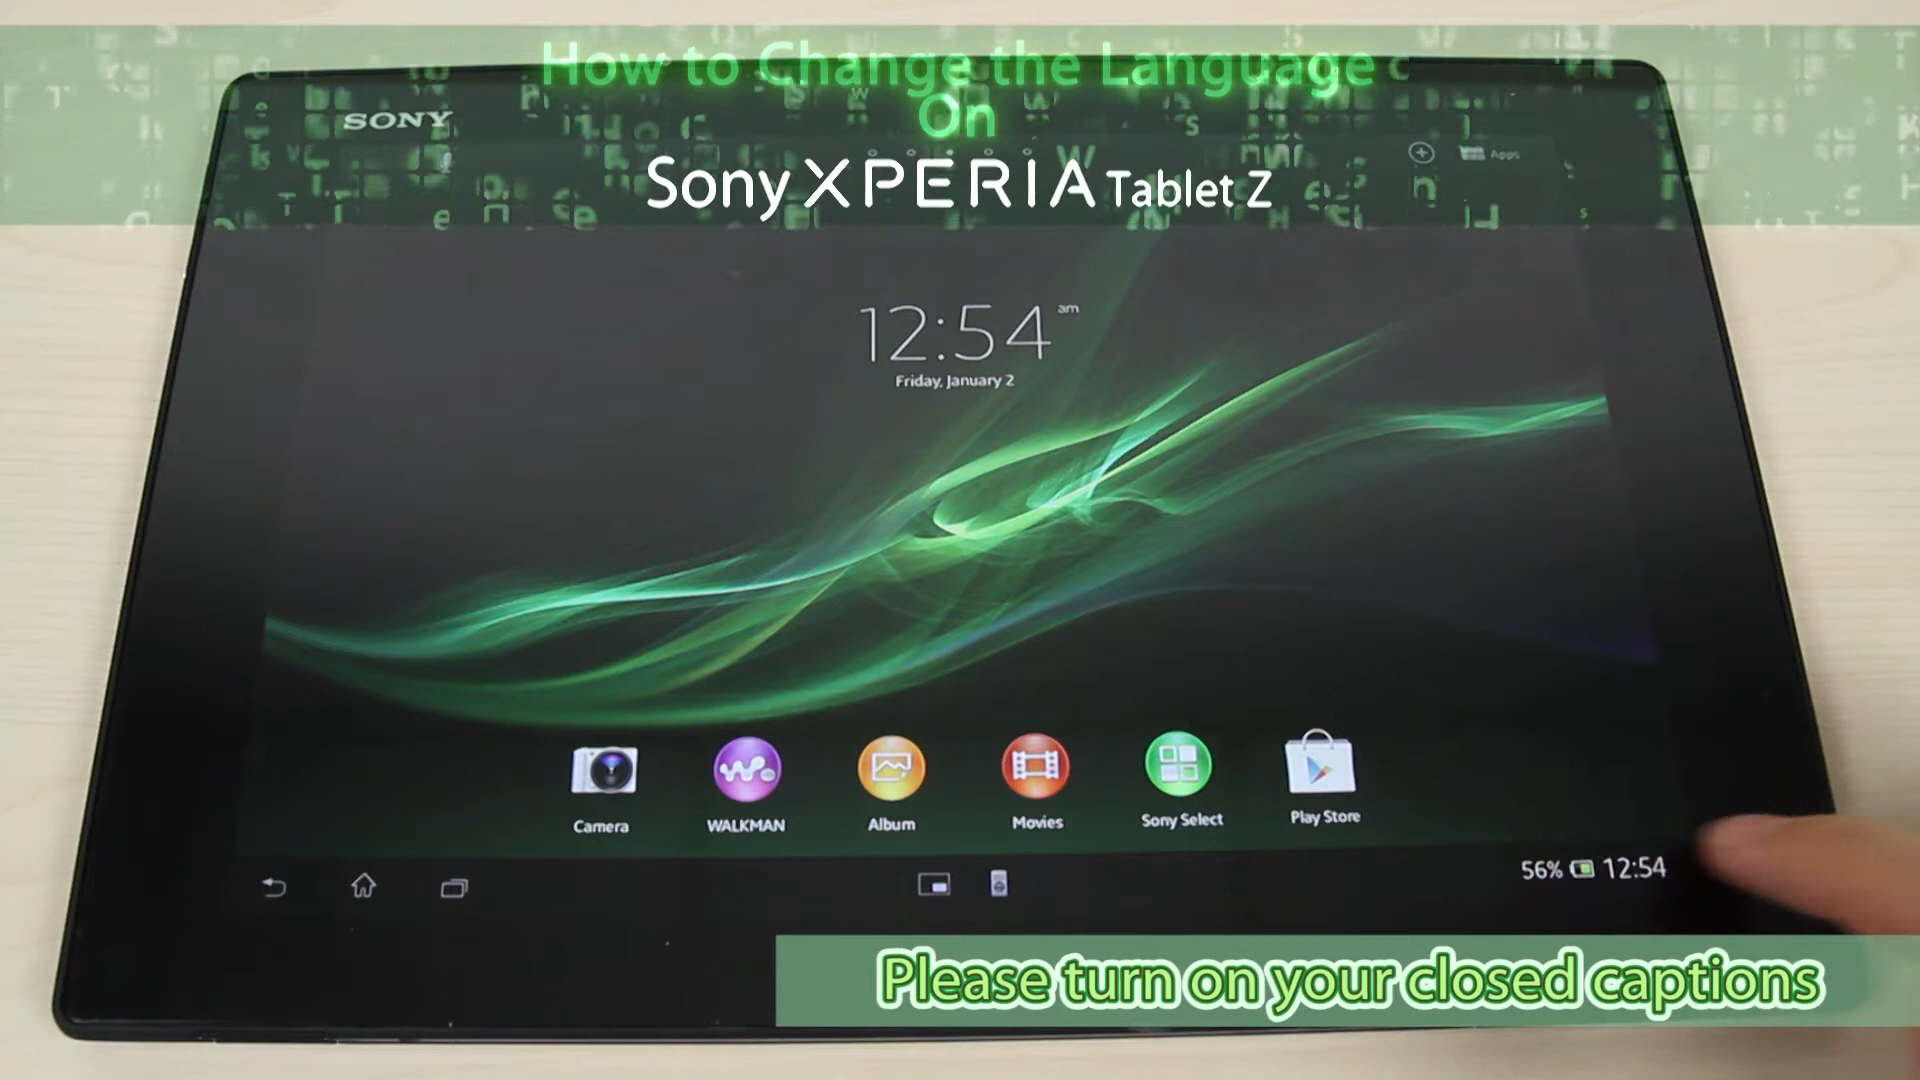 How to Change the Language
On
Sony XPERIA Tablet Z
SONY
Apps
12:54 am
Friday, January 2
Camera
WALKMAN
Album
Movies
Sony Select
Play Store
56% 12:54
Please turn on your closed captions